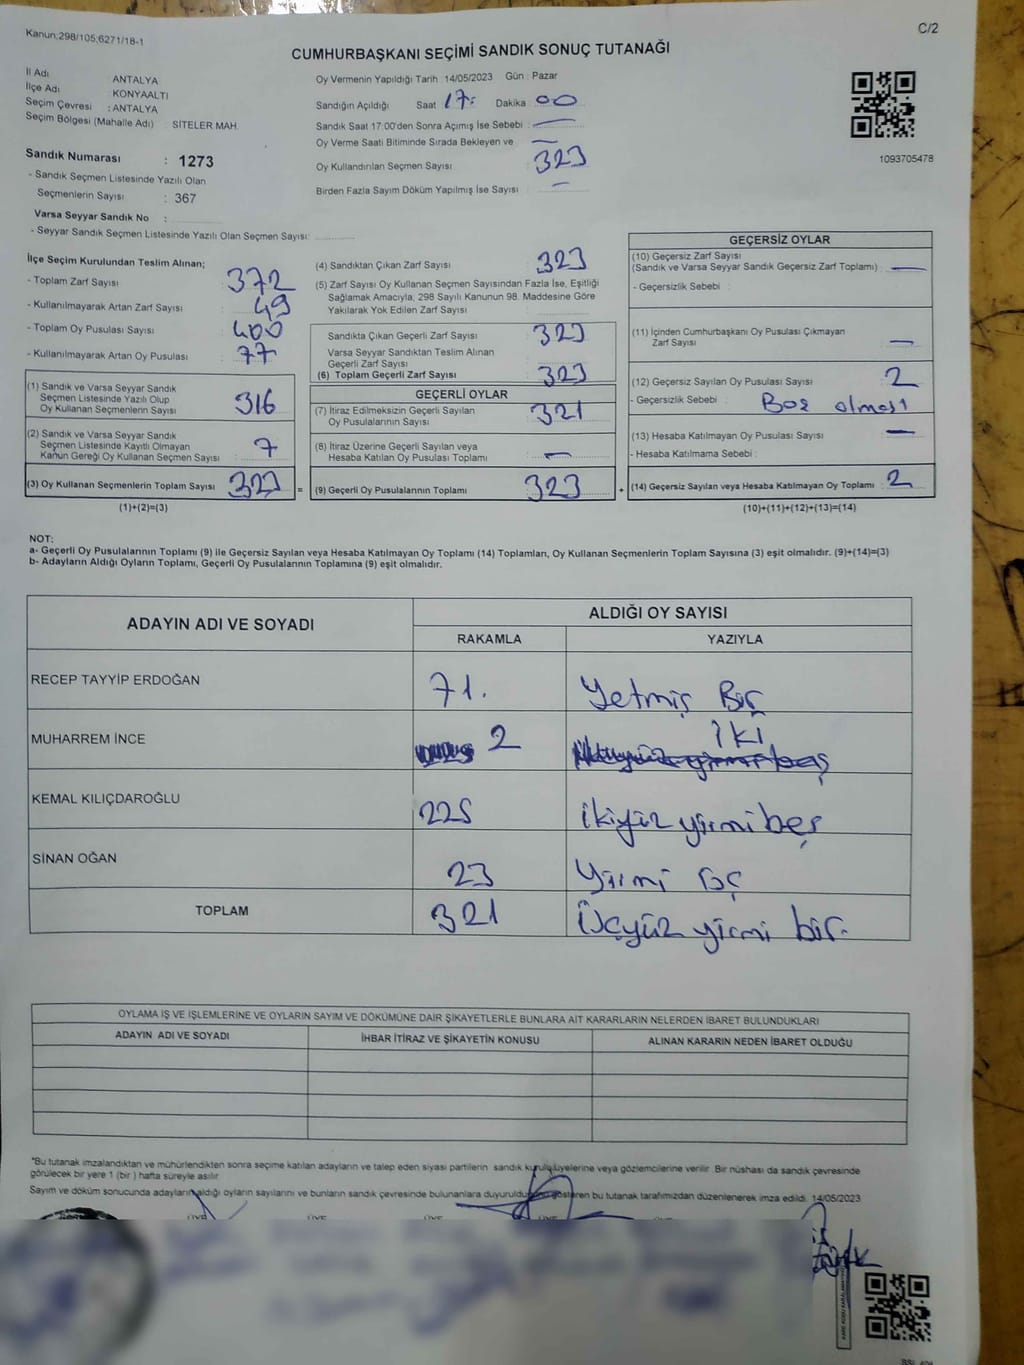 Kanun;298/105;6271/18-1
C/2
CUMHURBAŞKANI SEÇİMİ SANDIK SONUÇ TUTANAĞI
İl Adı ANTALYA
İlçe Adı KONYAALTI
Seçim Çevresi : ANTALYA
Seçim Bölgesi (Mahalle Adı) : SİTELER MAH.
Sandık Numarası : 1273
- Sandık Seçmen Listesinde Yazılı Olan
Seçmenlerin Sayısı : 367
Varsa Seyyar Sandık No :
- Seyyar Sandık Seçmen Listesinde Yazılı Olan Seçmen Sayısı:
Oy Vermenin Yapıldığı Tarih 14/05/2023 Gün : Pazar
Sandığın Açıldığı Saat 17: Dakika 00
Sandık Saat 17:00'den Sonra Açımış İse Sebebi : —
Oy Verme Saati Bitiminde Sırada Bekleyen ve —
Oy Kullandırılan Seçmen Sayısı : 323
Birden Fazla Sayım Döküm Yapılmış İse Sayısı —
1093705478
İlçe Seçim Kurulundan Teslim Alınan;
- Toplam Zarf Sayısı : 372
- Kullanılmayarak Artan Zarf Sayısı : 49
- Toplam Oy Pusulası Sayısı : 400
- Kullanılmayarak Artan Oy Pusulası : 77
(1) Sandık ve Varsa Seyyar Sandık
Seçmen Listesinde Yazılı Olup
Oy Kullanan Seçmenlerin Sayısı 316
(2) Sandık ve Varsa Seyyar Sandık
Seçmen Listesinde Kayıtlı Olmayan
Kanun Gereği Oy Kullanan Seçmen Sayısı : 7
(3) Oy Kullanan Seçmenlerin Toplam Sayısı 323 =
(1)+(2)=(3)
(4) Sandıktan Çıkan Zarf Sayısı : 323
(5) Zarf Sayısı Oy Kullanan Seçmen Sayısından Fazla İse, Eşitliği
Sağlamak Amacıyla, 298 Sayılı Kanunun 98. Maddesine Göre
Yakılarak Yok Edilen Zarf Sayısı :
Sandıkta Çıkan Geçerli Zarf Sayısı : 323
Varsa Seyyar Sandıktan Teslim Alınan
Geçerli Zarf Sayısı :
(6) Toplam Geçerli Zarf Sayısı : 323
GEÇERLİ OYLAR
(7) İtiraz Edilmeksizin Geçerli Sayılan
Oy Pusulalarının Sayısı : 321
(8) İtiraz Üzerine Geçerli Sayılan veya
Hesaba Katılan Oy Pusulası Toplamı : —
(9) Geçerli Oy Pusulalarının Toplamı : 323 +
GEÇERSİZ OYLAR
(10) Geçersiz Zarf Sayısı
(Sandık ve Varsa Seyyar Sandık Geçersiz Zarf Toplamı) : —
- Geçersizlik Sebebi :
(11) İçinden Cumhurbaşkanı Oy Pusulası Çıkmayan
Zarf Sayısı : —
(12) Geçersiz Sayılan Oy Pusulası Sayısı : 2
- Geçersizlik Sebebi : Boş olması
(13) Hesaba Katılmayan Oy Pusulası Sayısı : —
- Hesaba Katılmama Sebebi :
(14) Geçersiz Sayılan veya Hesaba Katılmayan Oy Toplamı : 2
(10)+(11)+(12)+(13)=(14)
NOT:
a- Geçerli Oy Pusulalarının Toplamı (9) ile Geçersiz Sayılan veya Hesaba Katılmayan Oy Toplamı (14) Toplamları, Oy Kullanan Seçmenlerin Toplam Sayısına (3) eşit olmalıdır. (9)+(14)=(3)
b- Adayların Aldığı Oyların Toplamı, Geçerli Oy Pusulalarının Toplamına (9) eşit olmalıdır.
ADAYIN ADI VE SOYADI ALDIĞI OY SAYISI
RAKAMLA YAZIYLA
RECEP TAYYİP ERDOĞAN 71. Yetmiş Bir
MUHARREM İNCE 2 İki
KEMAL KILIÇDAROĞLU 225 ikiyüz yirmi beş
SİNAN OĞAN 23 Yirmi üç
TOPLAM 321 Üçyüz yirmi bir.
OYLAMA İŞ VE İŞLEMLERİNE VE OYLARIN SAYIM VE DÖKÜMÜNE DAİR ŞİKAYETLERLE BUNLARA AİT KARARLARIN NELERDEN İBARET BULUNDUKLARI
ADAYIN ADI VE SOYADI İHBAR İTİRAZ VE ŞİKAYETİN KONUSU ALINAN KARARIN NEDEN İBARET OLDUĞU
"Bu tutanak imzalandıktan ve mühürlendikten sonra seçime katılan adayların ve talep eden siyasi partilerin sandık kurulu üyelerine veya gözlemcilerine verilir. Bir nüshası da sandık çevresinde
görülecek bir yere 1 (bir) hafta süreyle asılır.
Sayım ve döküm sonucunda adayların aldığı oyların sayılarını ve bunların sandık çevresinde bulunanlara duyurulduğunu gösteren bu tutanak tarafımızdan düzenlenerek imza edildi. 14/05/2023
ÜYE ÜYE ÜYE ÜYE ÜYE